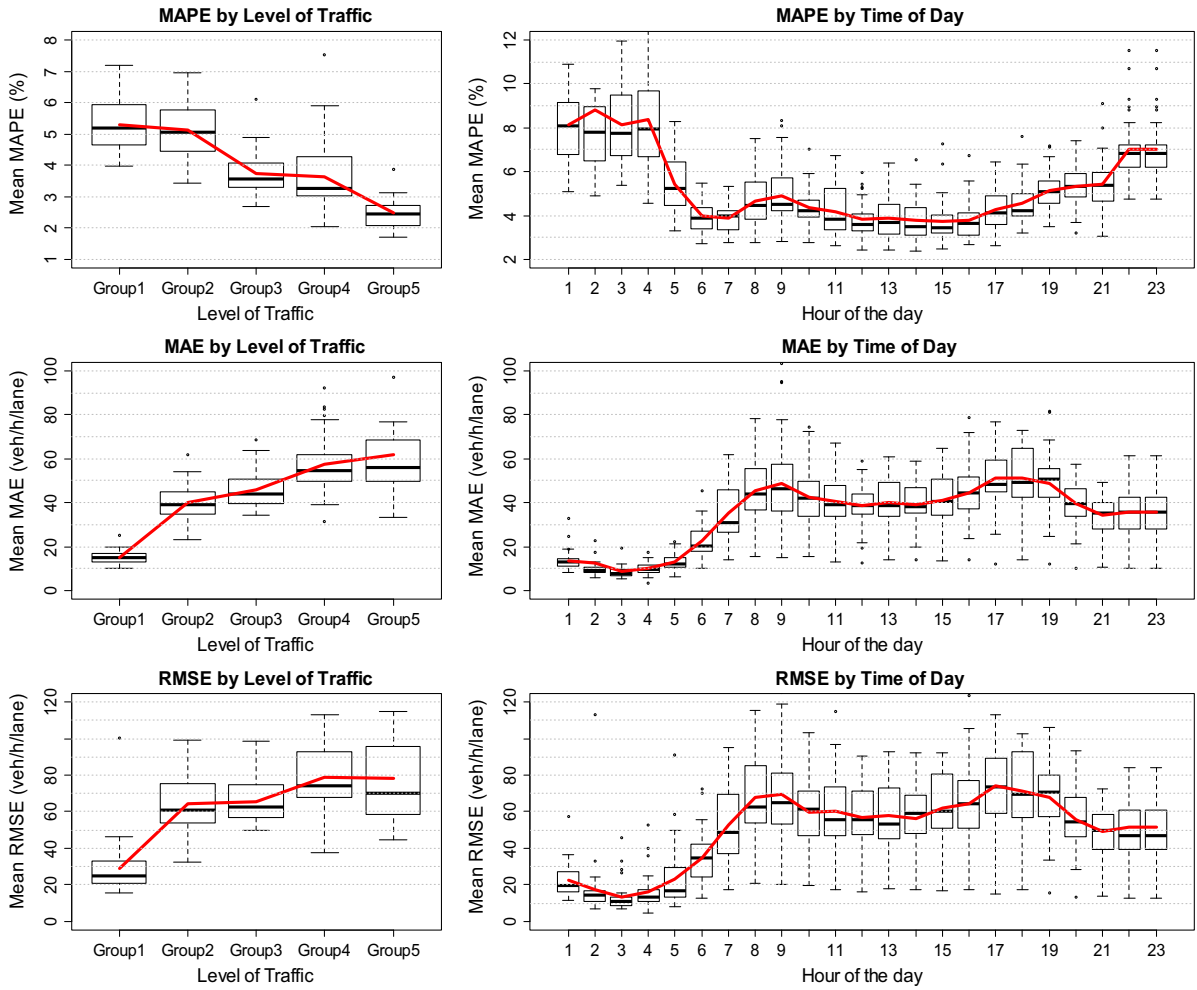 MAPE by Level of Traffic
Mean MAPE (%)
8
7
6
5
4
3
2
1
Group1 Group2 Group3 Group4 Group5
Level of Traffic
MAPE by Time of Day
Mean MAPE (%)
12
10
8
6
4
2
1 2 3 4 5 6 7 8 9 11 13 15 17 19 21 23
Hour of the day
MAE by Level of Traffic
Mean MAE (veh/h/lane)
100
80
60
40
20
0
Group1 Group2 Group3 Group4 Group5
Level of Traffic
MAE by Time of Day
Mean MAE (veh/h/lane)
100
80
60
40
20
0
1 2 3 4 5 6 7 8 9 11 13 15 17 19 21 23
Hour of the day
RMSE by Level of Traffic
Mean RMSE (veh/h/lane)
120
80
60
40
20
0
Group1 Group2 Group3 Group4 Group5
Level of Traffic
RMSE by Time of Day
Mean RMSE (veh/h/lane)
120
80
60
40
20
0
1 2 3 4 5 6 7 8 9 11 13 15 17 19 21 23
Hour of the day